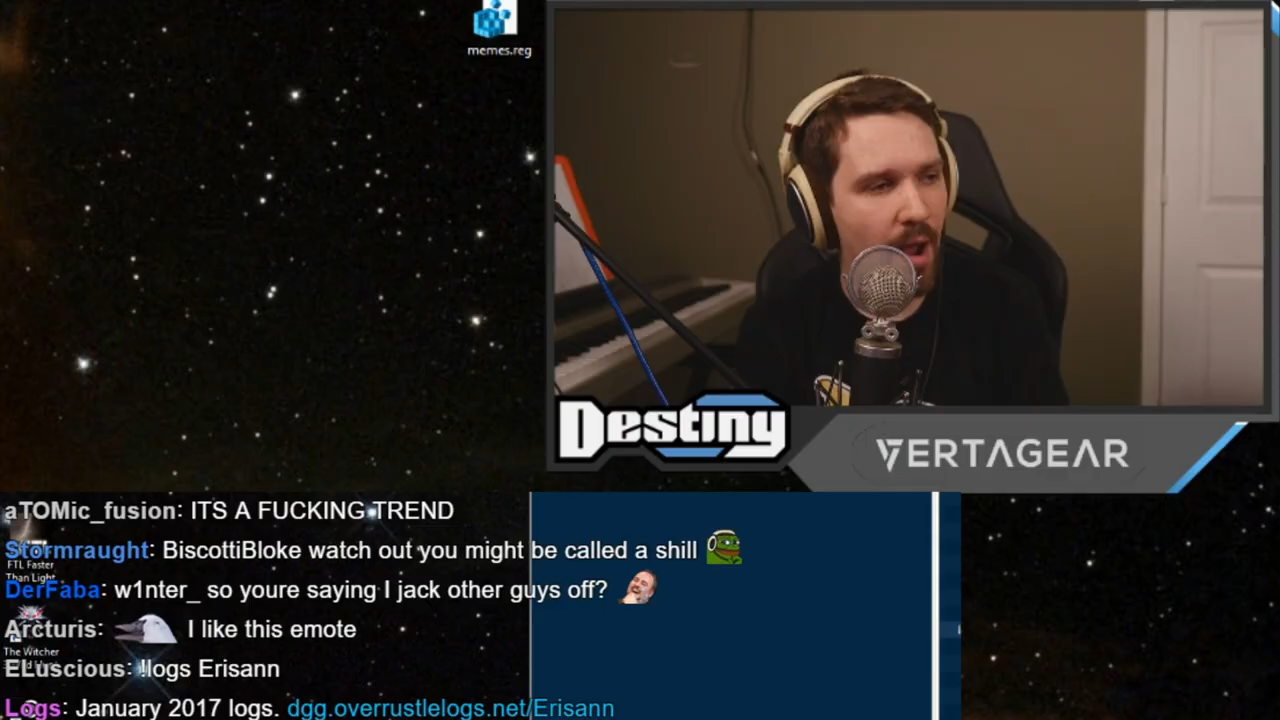 memes.reg
Destiny
VERTAGEAR
aTOMic_fusion: ITS A FUCKING TREND
Stormraught: BiscottiBloke watch out you might be called a shill
FTL Faster
Than Light
DerFaba: w1nter_ so youre saying I jack other guys off?
Arcturis: I like this emote
The Witcher
ELuscious: !logs Erisann
Logs: January 2017 logs. dgg.overrustlelogs.net/Erisann